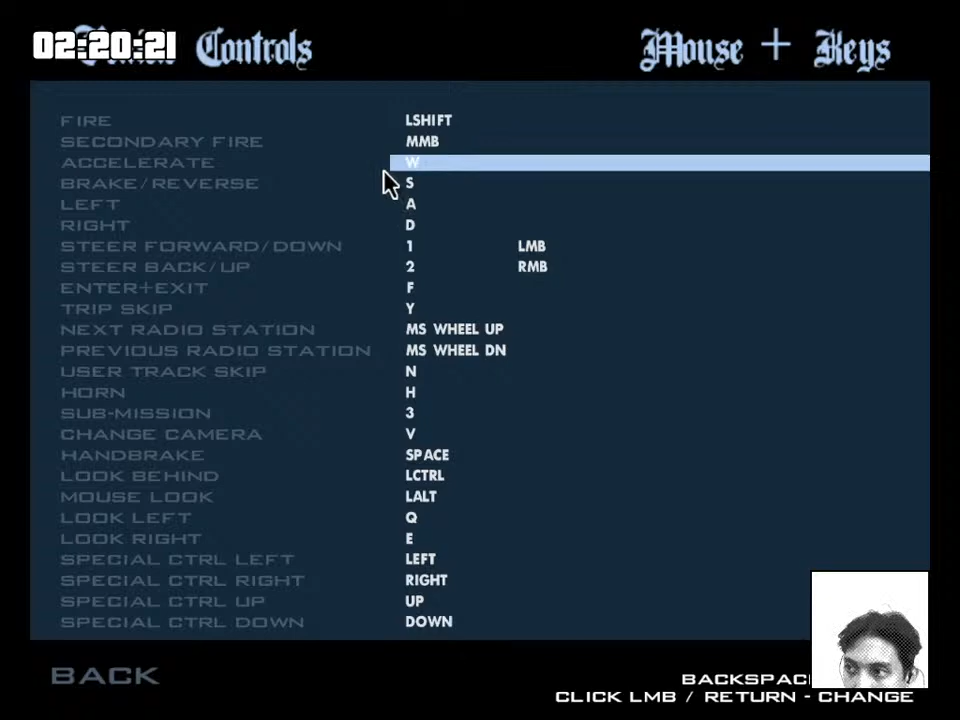 02:20:21
Controls
Mouse + Keys
FIRE LSHIFT
SECONDARY FIRE MMB
ACCELERATE W
BRAKE/REVERSE S
LEFT A
RIGHT D
STEER FORWARD/DOWN 1 LMB
STEER BACK/UP 2 RMB
ENTER+EXIT F
TRIP SKIP Y
NEXT RADIO STATION MS WHEEL UP
PREVIOUS RADIO STATION MS WHEEL DN
USER TRACK SKIP N
HORN H
SUB-MISSION 3
CHANGE CAMERA V
HANDBRAKE SPACE
LOOK BEHIND LCTRL
MOUSE LOOK LALT
LOOK LEFT Q
LOOK RIGHT E
SPECIAL CTRL LEFT LEFT
SPECIAL CTRL RIGHT RIGHT
SPECIAL CTRL UP UP
SPECIAL CTRL DOWN DOWN
BACK
BACKSPAC
CLICK LMB / RETURN - CHANGE